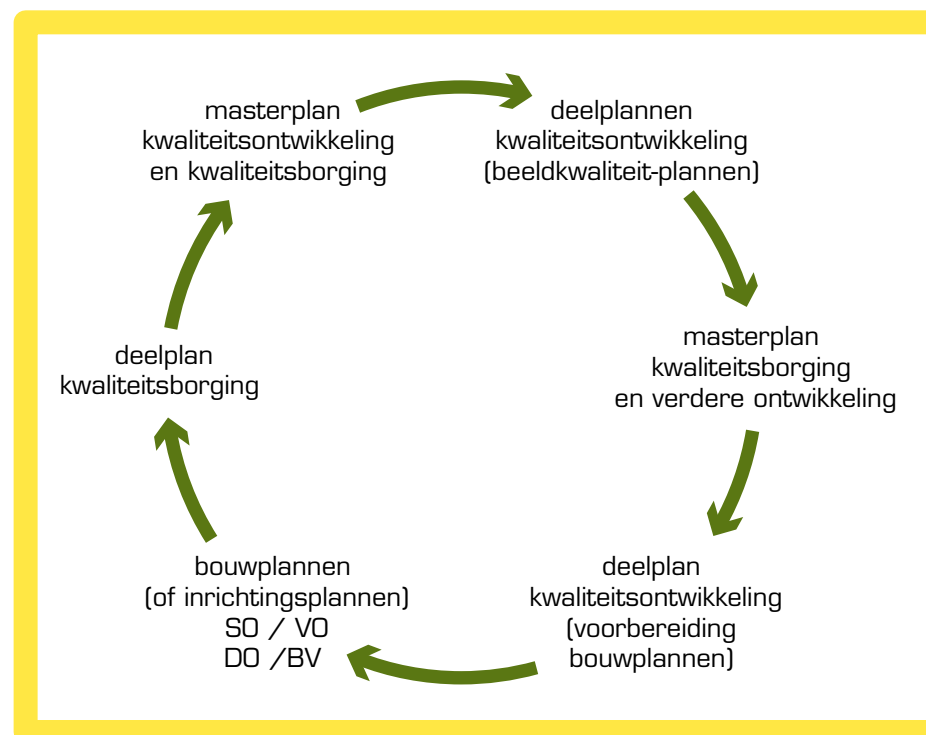 masterplan
kwaliteitsontwikkeling
en kwaliteitsborging
deelplannen
kwaliteitsontwikkeling
(beeldkwaliteit-plannen)
masterplan
kwaliteitsborging
en verdere ontwikkeling
deelplan
kwaliteitsontwikkeling
(voorbereiding
bouwplannen)
bouwplannen
(of inrichtingsplannen)
SO / VO
DO /BV
deelplan
kwaliteitsborging